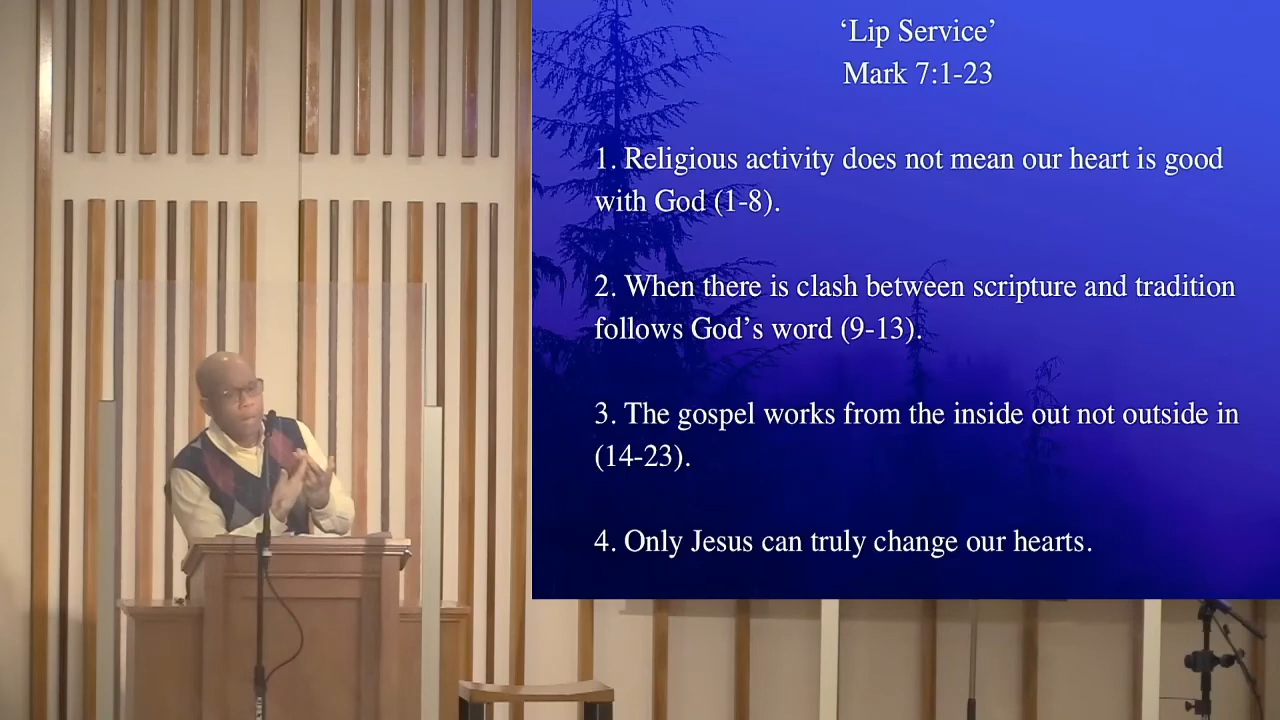 ‘Lip Service’
Mark 7:1-23
1. Religious activity does not mean our heart is good
with God (1-8).
2. When there is clash between scripture and tradition
follows God’s word (9-13).
3. The gospel works from the inside out not outside in
(14-23).
4. Only Jesus can truly change our hearts.